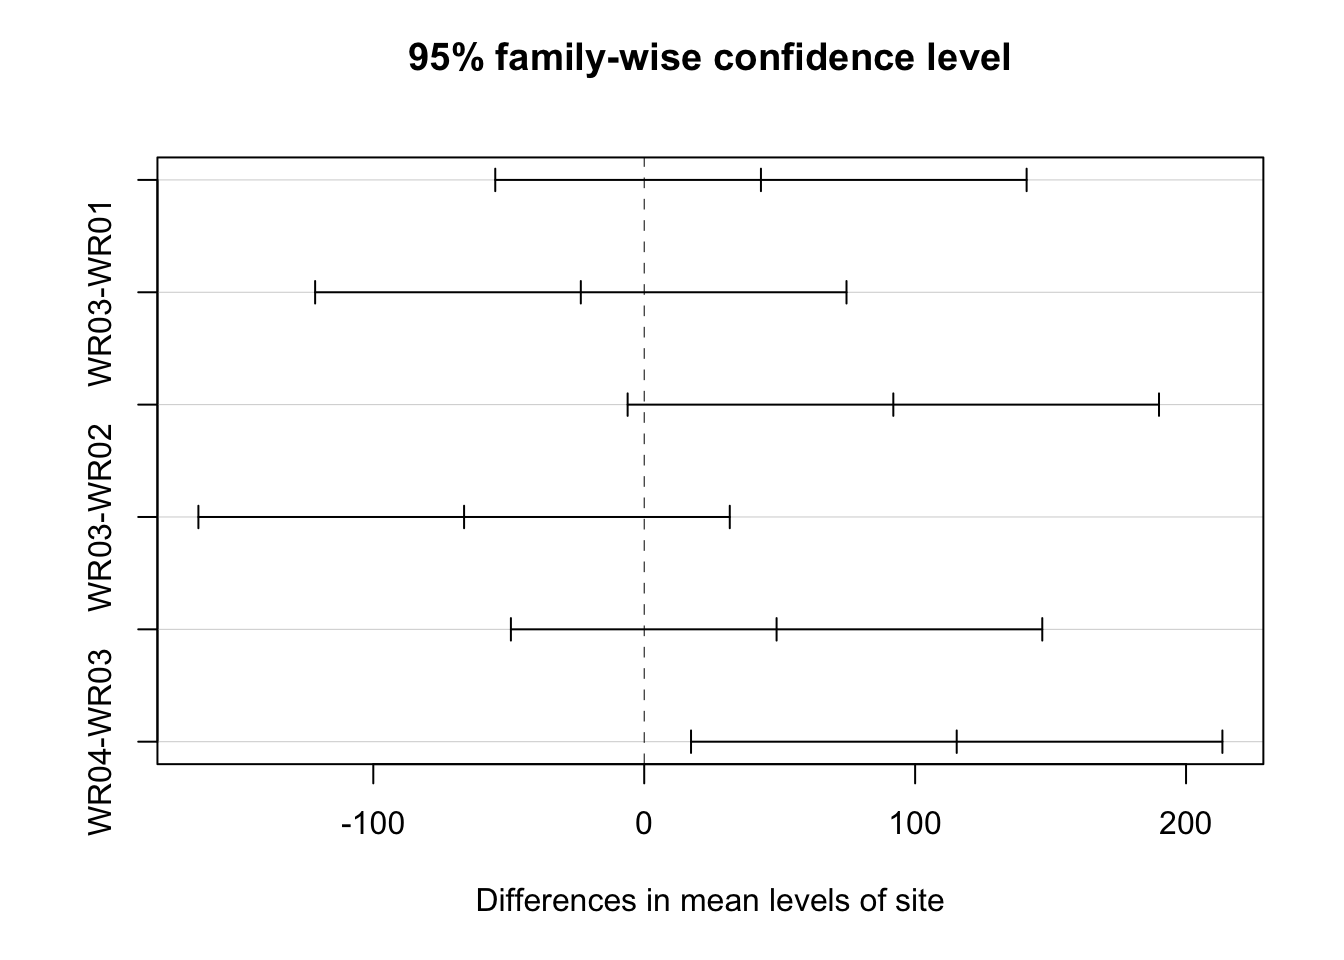 95% family-wise confidence level
WR03-WR01
WR03-WR02
WR04-WR03
-100 0 100 200
Differences in mean levels of site